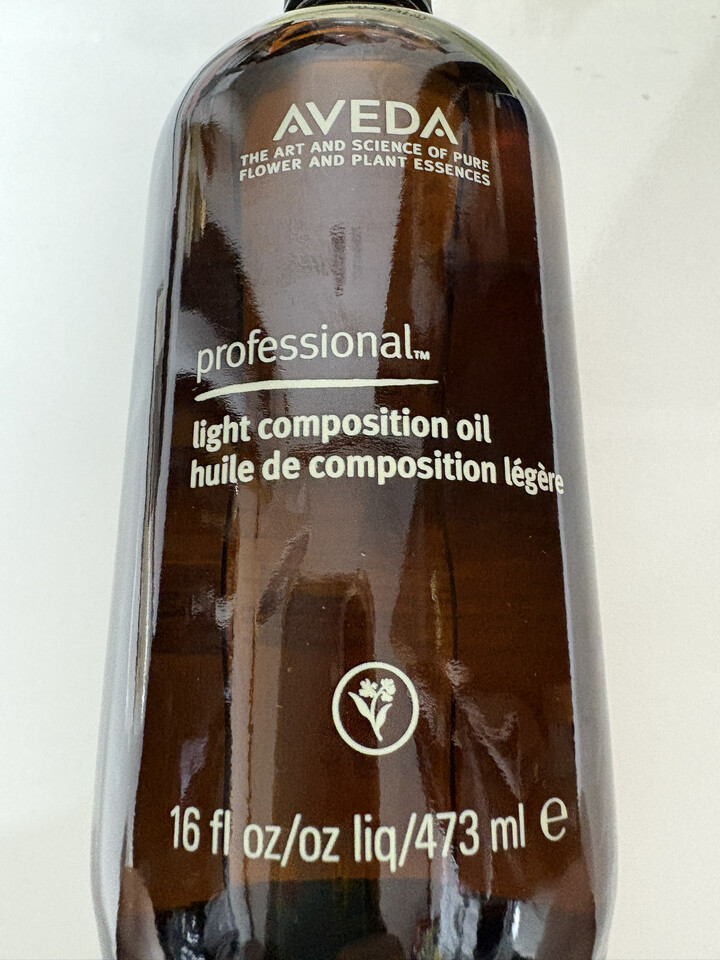 AVEDA
THE ART AND SCIENCE OF PURE
FLOWER AND PLANT ESSENCES
professional™
light composition oil
huile de composition légère
16 fl oz/oz liq/473 ml ℮